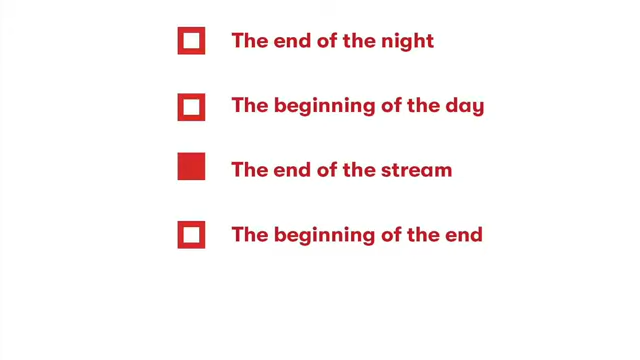 The end of the night
The beginning of the day
The end of the stream
The beginning of the end